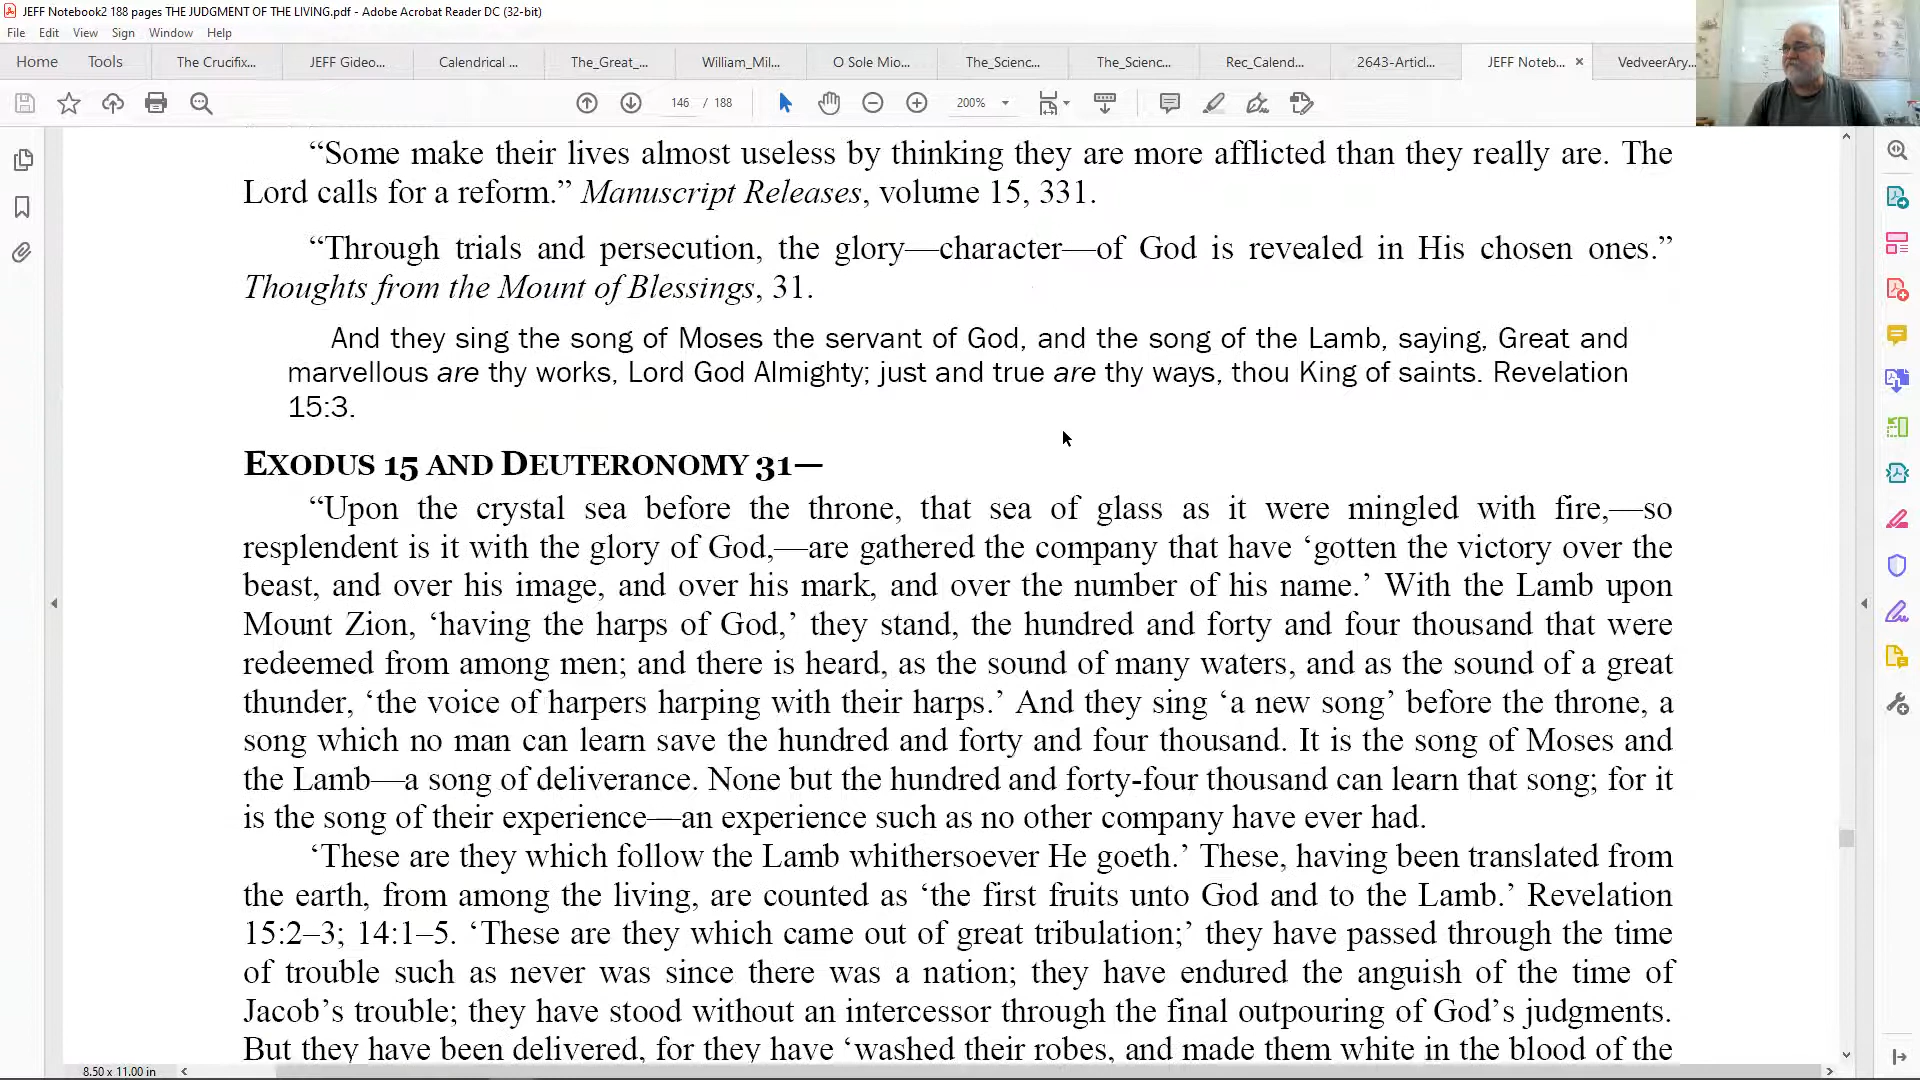 JEFF Notebook2 188 pages THE JUDGMENT OF THE LIVING.pdf - Adobe Acrobat Reader DC (32-bit)
File Edit View Sign Window Help
Home Tools The Crucifix... JEFF Gideo... Calendrical ... The_Great_... William_Mil... O Sole Mio... The_Scienc... The_Scienc... Rec_Calend... 2643-Articl... JEFF Noteb... × VedveerAry...
146 / 188 200%
“Some make their lives almost useless by thinking they are more afflicted than they really are. The
Lord calls for a reform.” Manuscript Releases, volume 15, 331.
“Through trials and persecution, the glory—character—of God is revealed in His chosen ones.”
Thoughts from the Mount of Blessings, 31.
And they sing the song of Moses the servant of God, and the song of the Lamb, saying, Great and
marvellous are thy works, Lord God Almighty; just and true are thy ways, thou King of saints. Revelation
15:3.
EXODUS 15 AND DEUTERONOMY 31—
“Upon the crystal sea before the throne, that sea of glass as it were mingled with fire,—so
resplendent is it with the glory of God,—are gathered the company that have ‘gotten the victory over the
beast, and over his image, and over his mark, and over the number of his name.’ With the Lamb upon
Mount Zion, ‘having the harps of God,’ they stand, the hundred and forty and four thousand that were
redeemed from among men; and there is heard, as the sound of many waters, and as the sound of a great
thunder, ‘the voice of harpers harping with their harps.’ And they sing ‘a new song’ before the throne, a
song which no man can learn save the hundred and forty and four thousand. It is the song of Moses and
the Lamb—a song of deliverance. None but the hundred and forty-four thousand can learn that song; for it
is the song of their experience—an experience such as no other company have ever had.
‘These are they which follow the Lamb whithersoever He goeth.’ These, having been translated from
the earth, from among the living, are counted as ‘the first fruits unto God and to the Lamb.’ Revelation
15:2–3; 14:1–5. ‘These are they which came out of great tribulation;’ they have passed through the time
of trouble such as never was since there was a nation; they have endured the anguish of the time of
Jacob’s trouble; they have stood without an intercessor through the final outpouring of God’s judgments.
But they have been delivered, for they have ‘washed their robes, and made them white in the blood of the
8.50 x 11.00 in